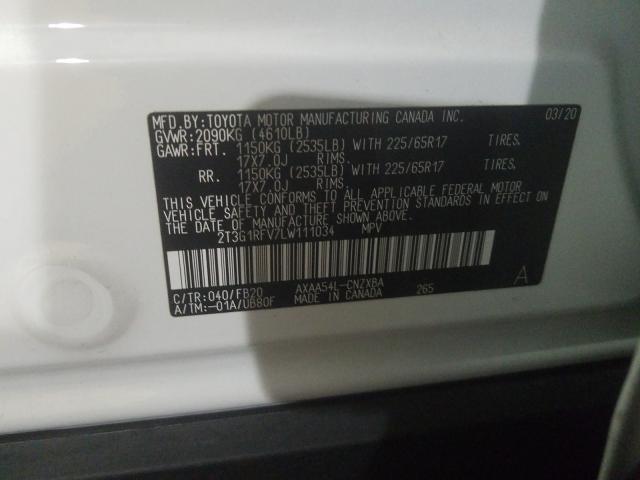 MFD.BY:TOYOTA MOTOR MANUFACTURING CANADA INC. 03/20
GVWR:2090KG (4610LB)
GAWR:FRT. 1150KG (2535LB) WITH 225/65R17 TIRES,
17X7.0J RIMS,
RR. 1150KG (2535LB) WITH 225/65R17 TIRES,
17X7.0J RIMS.
THIS VEHICLE CONFORMS TO ALL APPLICABLE FEDERAL MOTOR
VEHICLE SAFETY AND THEFT PREVENTION STANDARDS IN EFFECT ON
THE DATE OF MANUFACTURE SHOWN ABOVE.
2T3G1RFV7LW111034 MPV
C/TR:040/FB20 AXAA54L-CNZXBA 265 A
A/TM:-01A/UB80F MADE IN CANADA